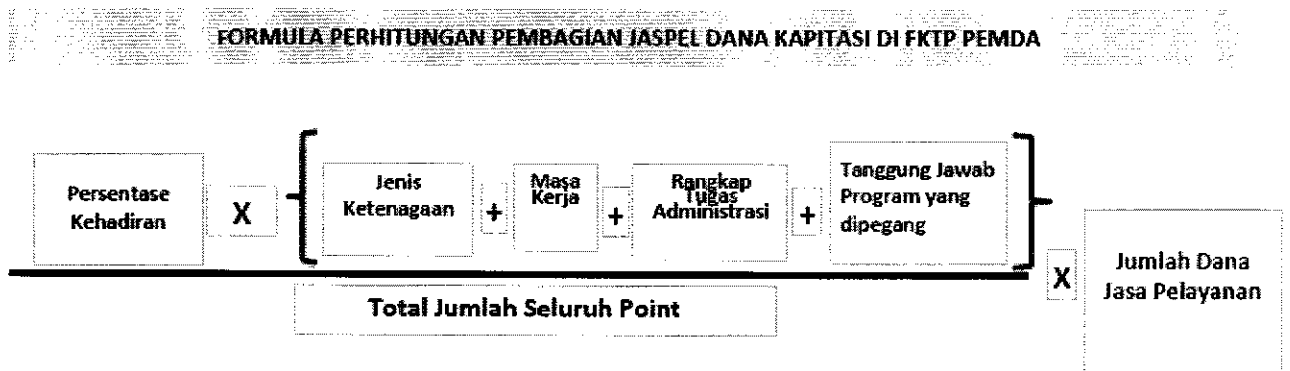 FORMULA PERHITUNGAN PEMBAGIAN JASPEL DANA KAPITASI DI FKTP PEMDA
Persentase
Kehadiran
X
{
Jenis
Ketenagaan
+
Masa
Kerja
+
Rangkap
Tugas
Administrasi
+
Tanggung Jawab
Program yang
dipegang
}
Total Jumlah Seluruh Point
X
Jumlah Dana
Jasa Pelayanan